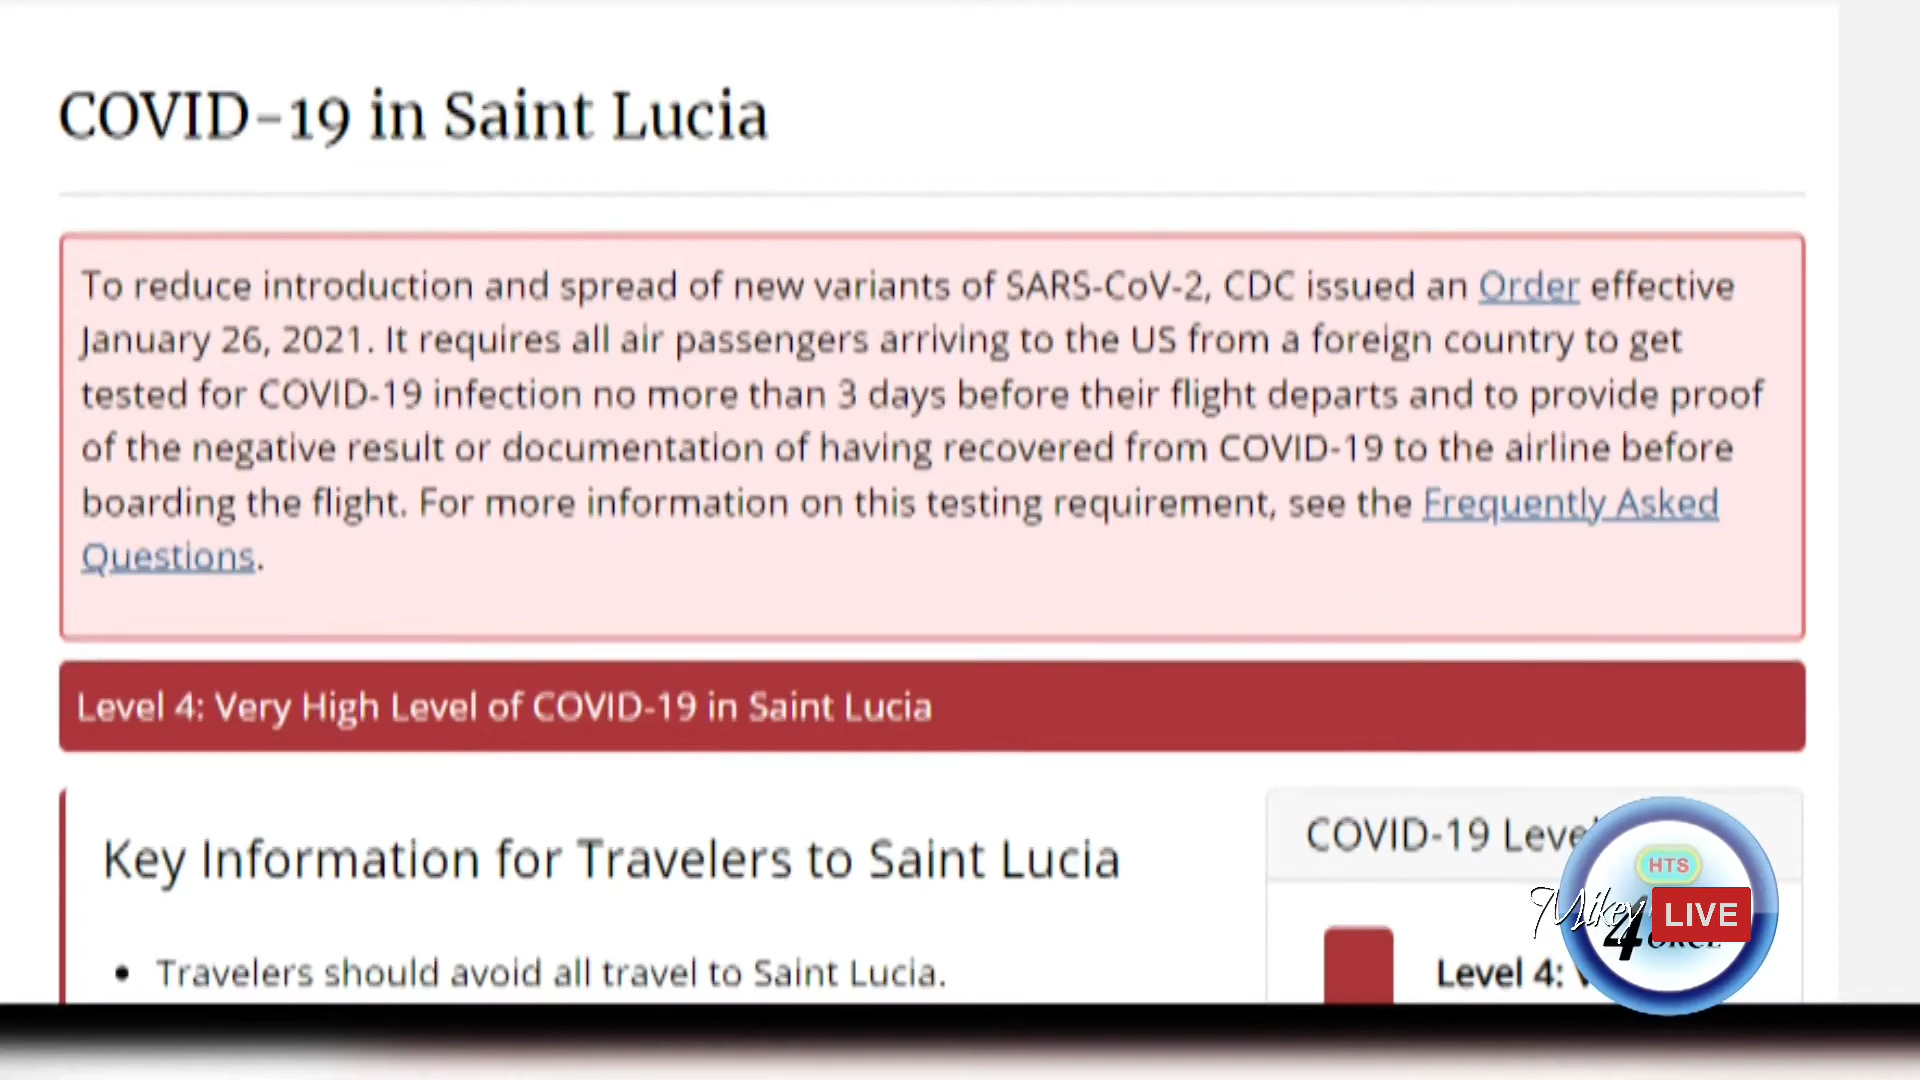 COVID-19 in Saint Lucia
To reduce introduction and spread of new variants of SARS-CoV-2, CDC issued an Order effective
January 26, 2021. It requires all air passengers arriving to the US from a foreign country to get
tested for COVID-19 infection no more than 3 days before their flight departs and to provide proof
of the negative result or documentation of having recovered from COVID-19 to the airline before
boarding the flight. For more information on this testing requirement, see the Frequently Asked
Questions.
Level 4: Very High Level of COVID-19 in Saint Lucia
Key Information for Travelers to Saint Lucia
• Travelers should avoid all travel to Saint Lucia.
COVID-19
Level 4:
HTS
Mikey LIVE
4